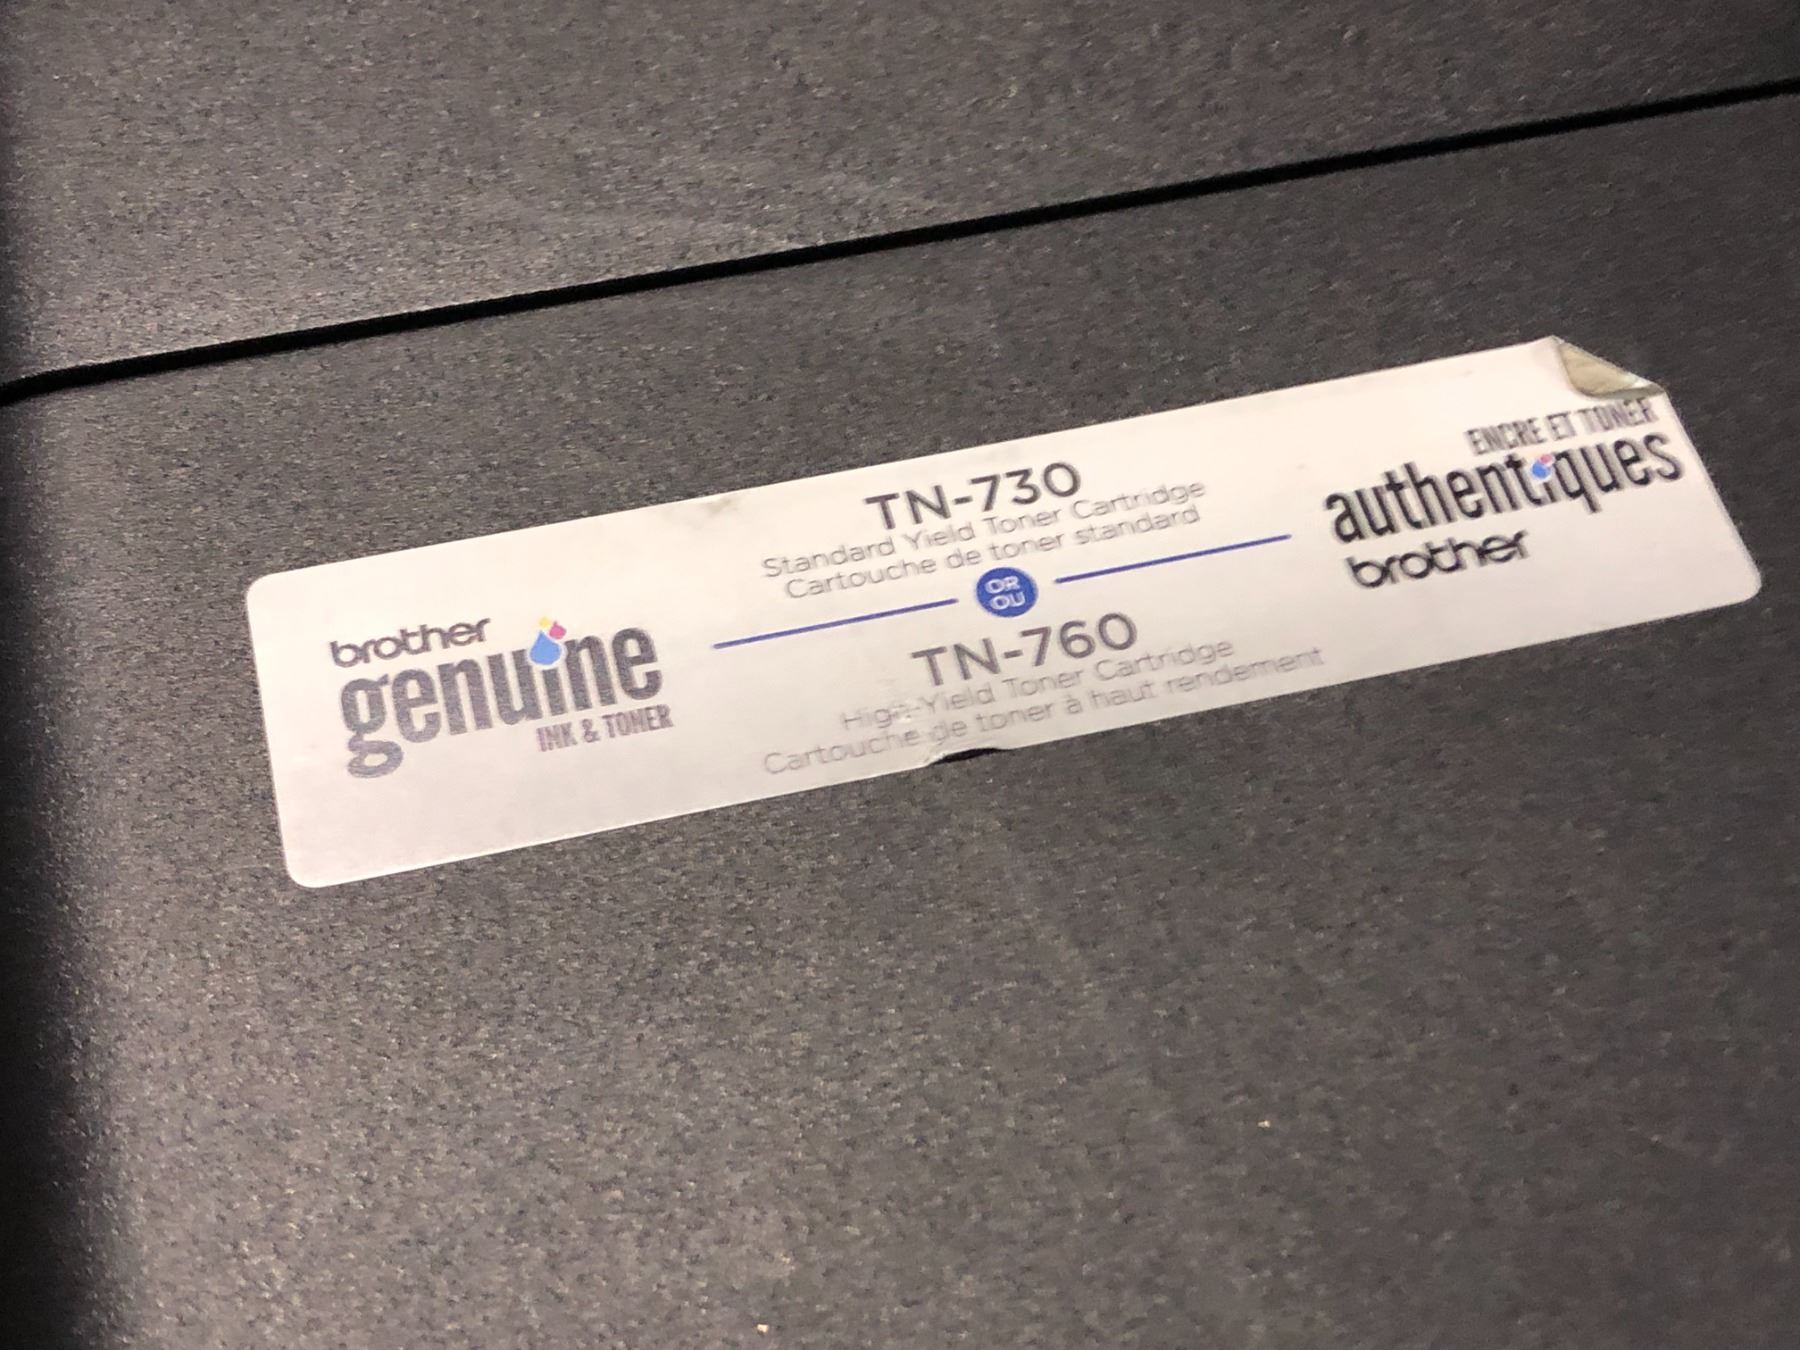 brother
genuine
INK & TONER
TN-730
Standard Yield Toner Cartridge
Cartouche de toner standard
OR
OU
TN-760
High-Yield Toner Cartridge
Cartouche de toner à haut rendement
ENCRE ET TONER
authentiques
brother